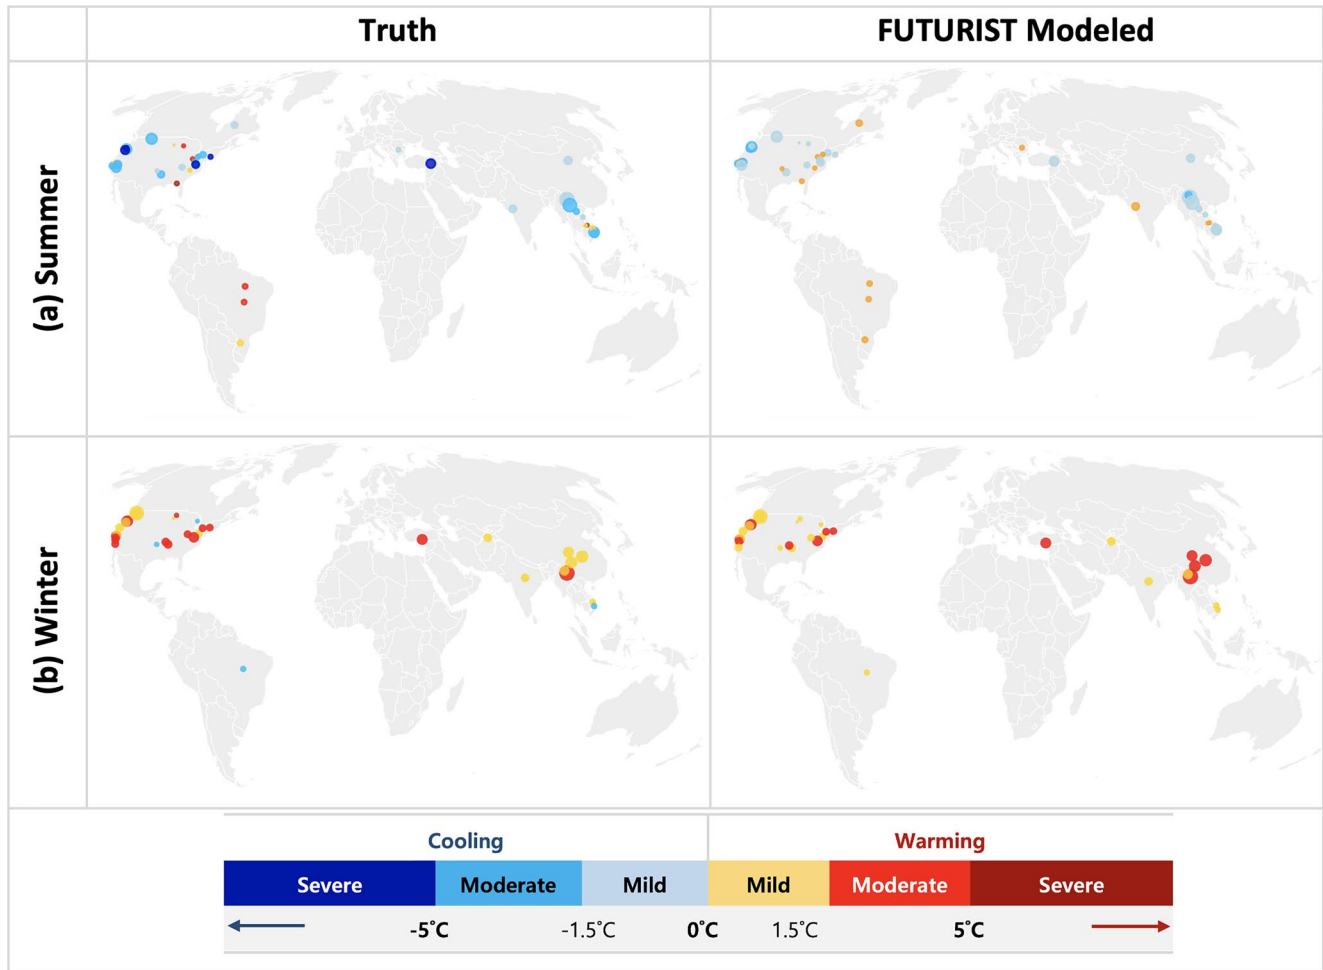 Truth
FUTURIST Modeled
(a) Summer
(b) Winter
Cooling
Warming
Severe
Moderate
Mild
Mild
Moderate
Severe
-5˚C
-1.5˚C
0˚C
1.5˚C
5˚C